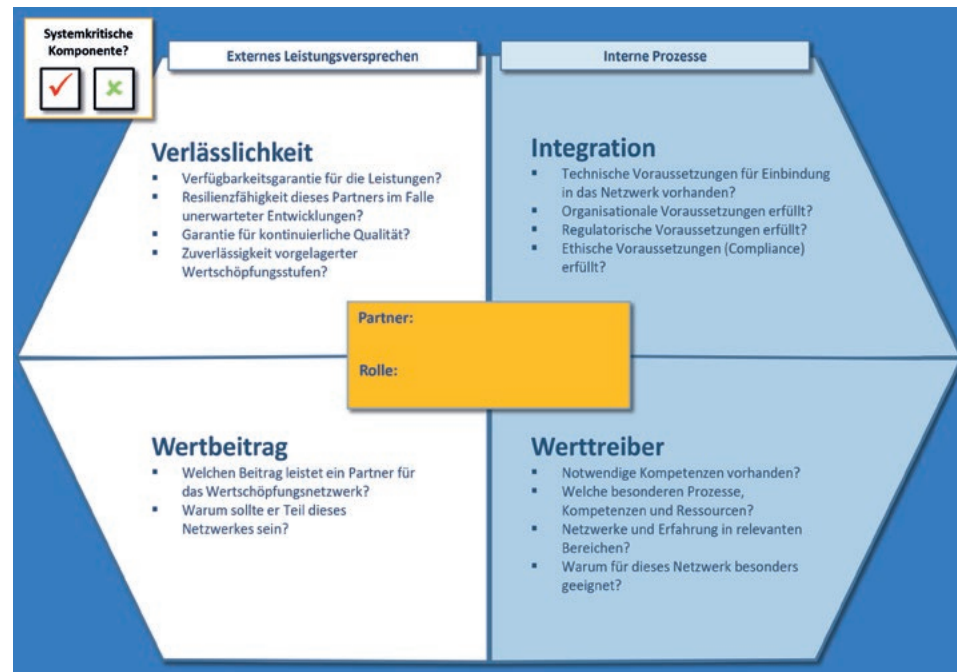 Systemkritische
Komponente?
Externes Leistungsversprechen
Interne Prozesse
Verlässlichkeit
▪ Verfügbarkeitsgarantie für die Leistungen?
▪ Resilienzfähigkeit dieses Partners im Falle
unerwarteter Entwicklungen?
▪ Garantie für kontinuierliche Qualität?
▪ Zuverlässigkeit vorgelagerter
Wertschöpfungsstufen?
Integration
▪ Technische Voraussetzungen für Einbindung
in das Netzwerk vorhanden?
▪ Organisationale Voraussetzungen erfüllt?
▪ Regulatorische Voraussetzungen erfüllt?
▪ Ethische Voraussetzungen (Compliance)
erfüllt?
Partner:
Rolle:
Wertbeitrag
▪ Welchen Beitrag leistet ein Partner für
das Wertschöpfungsnetzwerk?
▪ Warum sollte er Teil dieses
Netzwerkes sein?
Werttreiber
▪ Notwendige Kompetenzen vorhanden?
▪ Welche besonderen Prozesse,
Kompetenzen und Ressourcen?
▪ Netzwerke und Erfahrung in relevanten
Bereichen?
▪ Warum für dieses Netzwerk besonders
geeignet?